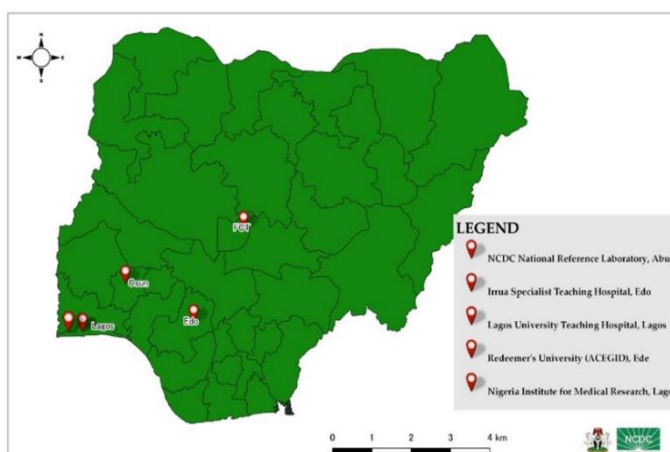 FCT
Osun
Lagos
Edo
LEGEND
NCDC National Reference Laboratory, Abu
Irrua Specialist Teaching Hospital, Edo
Lagos University Teaching Hospital, Lagos
Redeemer's University (ACEGID), Ede
Nigeria Institute for Medical Research, Lago
0 1 2 3 4 km
NCDC